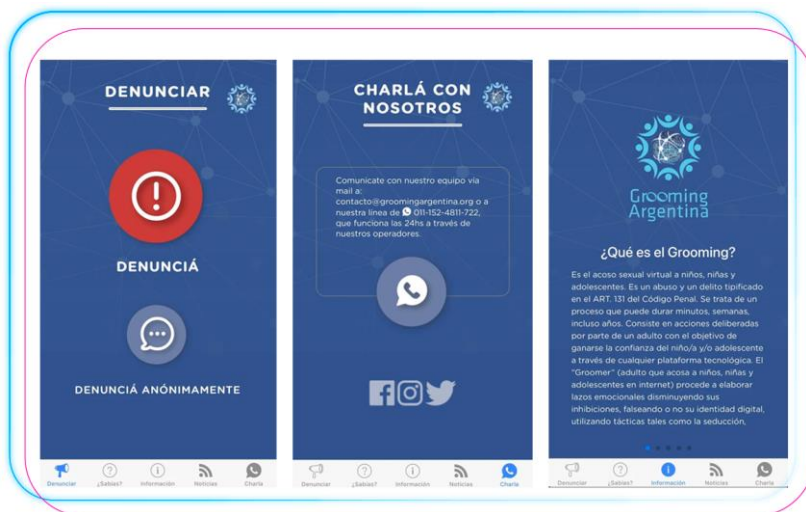 DENUNCIAR
DENUNCIÁ
DENUNCIÁ ANÓNIMAMENTE
Denunciar
¿Sabías?
Información
Noticias
Charla
CHARLÁ CON
NOSOTROS
Comunicate con nuestro equipo vía
mail a:
contacto@groomingargentina.org o a
nuestra línea de 011-152-4811-722,
que funciona las 24hs a través de
nuestros operadores.
Denunciar
¿Sabías?
Información
Noticias
Charla
Grooming
Argentina
¿Qué es el Grooming?
Es el acoso sexual virtual a niños, niñas y
adolescentes. Es un abuso y un delito tipificado
en el ART. 131 del Código Penal. Se trata de un
proceso que puede durar minutos, semanas,
incluso años. Consiste en acciones deliberadas
por parte de un adulto con el objetivo de
ganarse la confianza del niño/a y/o adolescente
a través de cualquier plataforma tecnológica. El
"Groomer" (adulto que acosa a niños, niñas y
adolescentes en internet) procede a elaborar
lazos emocionales disminuyendo sus
inhibiciones, falseando o no su identidad digital,
utilizando tácticas tales como la seducción,
Denunciar
¿Sabías?
Información
Noticias
Charla